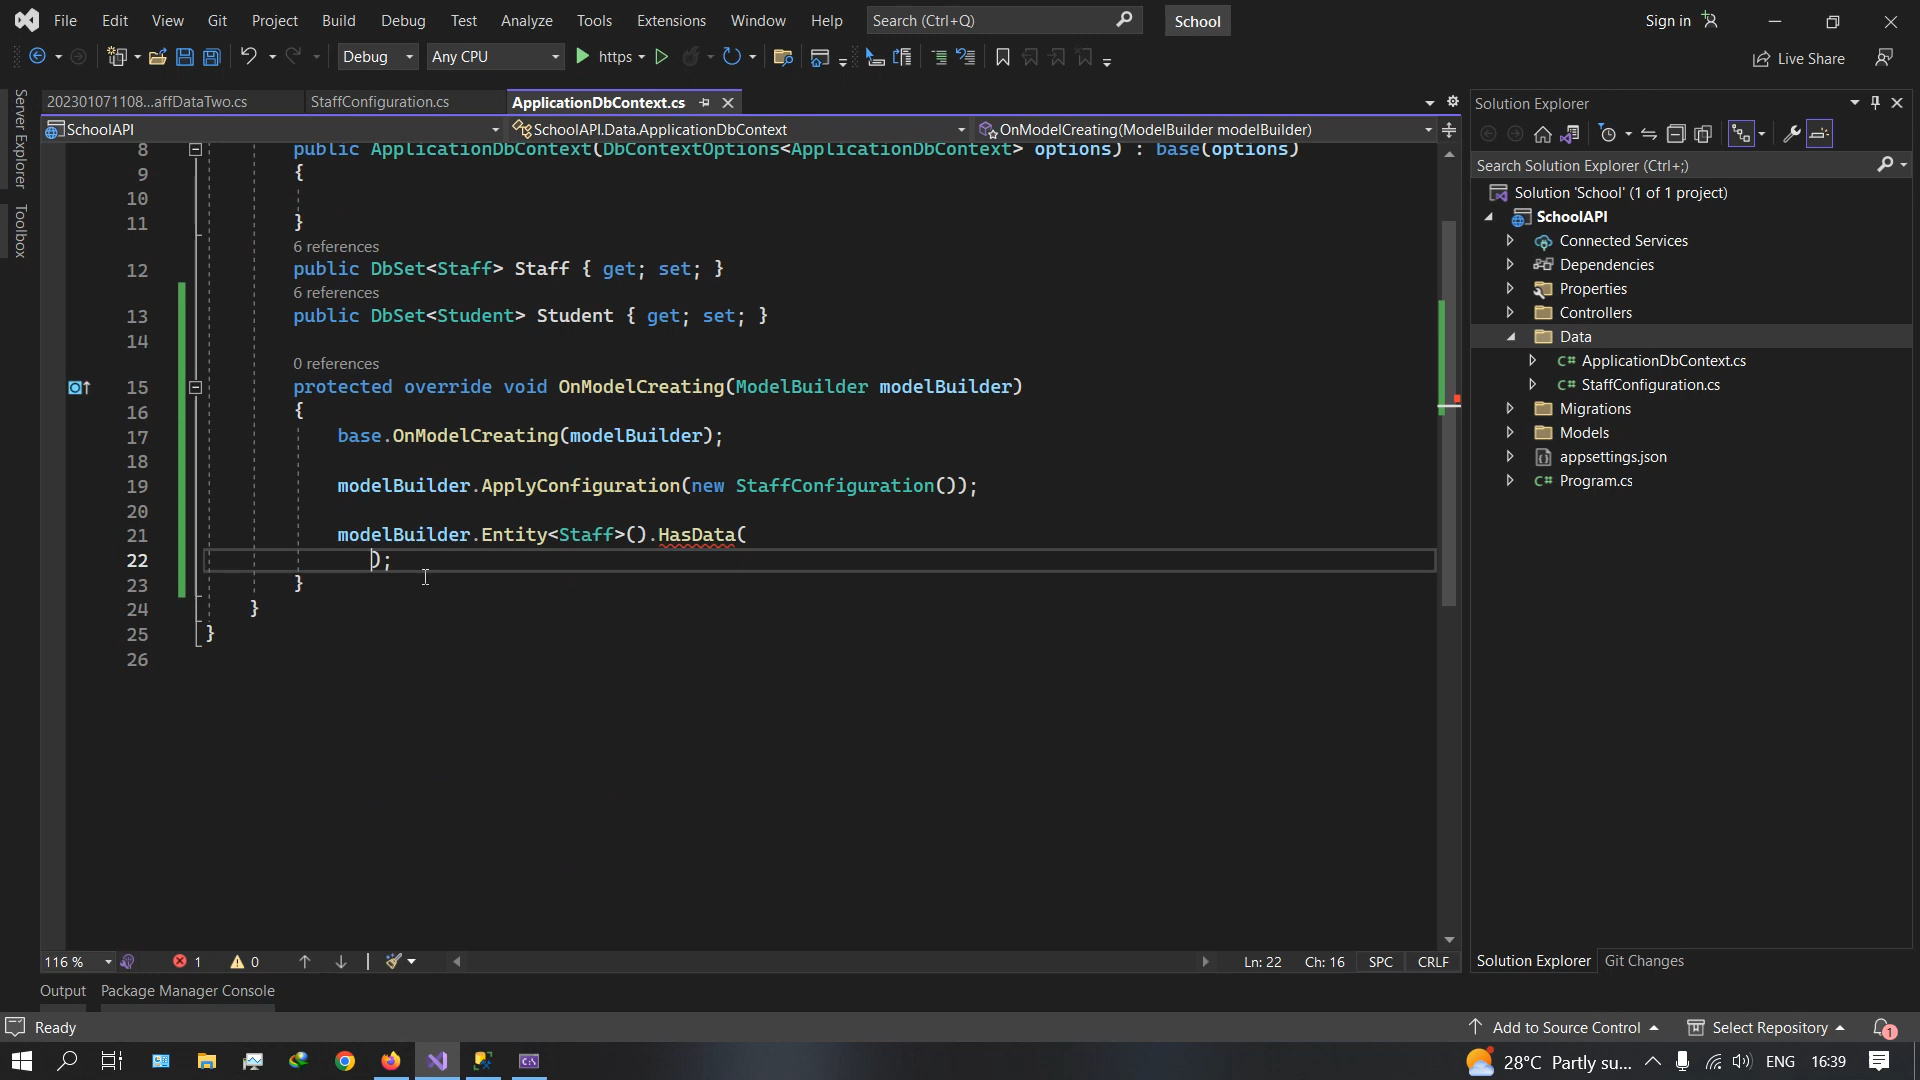 File Edit View Git Project Build Debug Test Analyze Tools Extensions Window Help Search (Ctrl+Q) School Sign in
Debug Any CPU https Live Share
Server Explorer
Toolbox
202301071108...affDataTwo.cs StaffConfiguration.cs ApplicationDbContext.cs
SchoolAPI SchoolAPI.Data.ApplicationDbContext OnModelCreating(ModelBuilder modelBuilder)
8 public ApplicationDbContext(DbContextOptions<ApplicationDbContext> options) : base(options)
9 {
10
11 }
6 references
12 public DbSet<Staff> Staff { get; set; }
6 references
13 public DbSet<Student> Student { get; set; }
14
0 references
15 protected override void OnModelCreating(ModelBuilder modelBuilder)
16 {
17 base.OnModelCreating(modelBuilder);
18
19 modelBuilder.ApplyConfiguration(new StaffConfiguration());
20
21 modelBuilder.Entity<Staff>().HasData(
22 );
23 }
24 }
25 }
26
116 % 1 0 Ln: 22 Ch: 16 SPC CRLF
Output Package Manager Console
Solution Explorer
Search Solution Explorer (Ctrl+;)
Solution 'School' (1 of 1 project)
SchoolAPI
Connected Services
Dependencies
Properties
Controllers
Data
C# ApplicationDbContext.cs
C# StaffConfiguration.cs
Migrations
Models
appsettings.json
C# Program.cs
Solution Explorer Git Changes
Ready Add to Source Control Select Repository 1
28°C Partly su... ENG 16:39